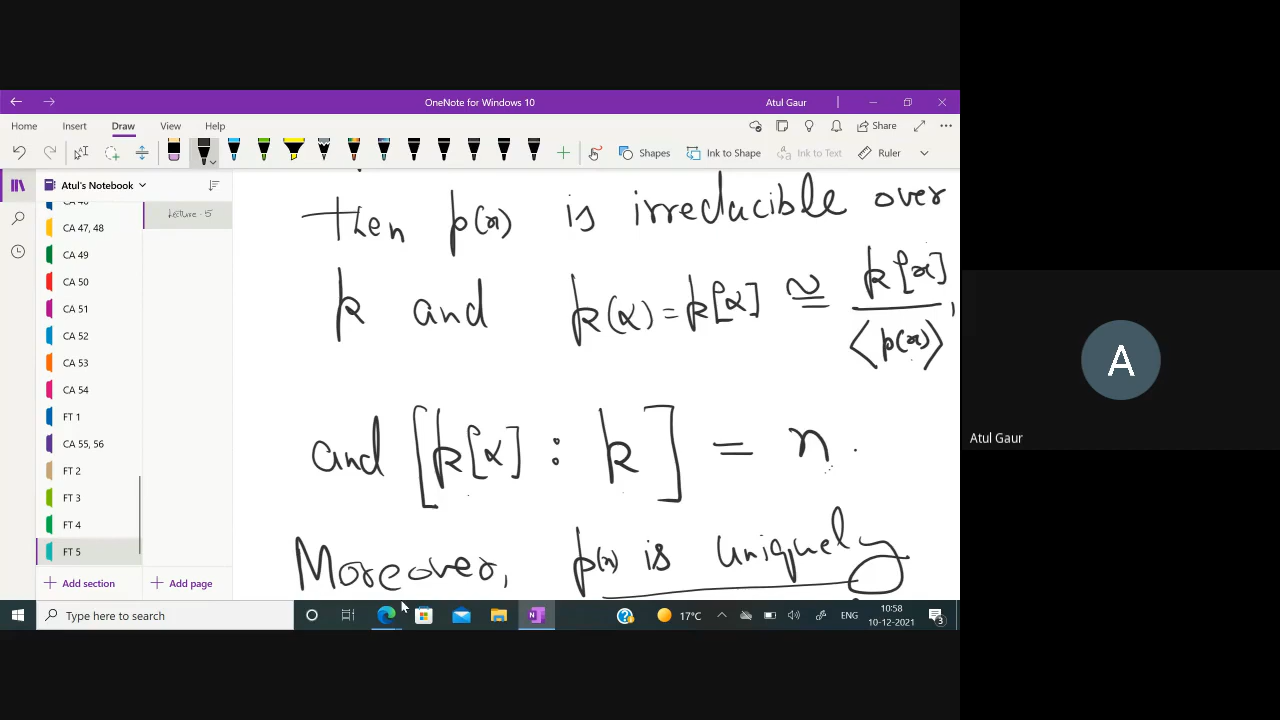 OneNote for Windows 10
Atul Gaur
Home Insert Draw View Help
Share
Shapes
Ink to Shape
Ink to Text
Ruler
Atul's Notebook
CA 47, 48
CA 49
CA 50
CA 51
CA 52
CA 53
CA 54
FT 1
CA 55, 56
FT 2
FT 3
FT 4
FT 5
Add section
Add page
Lecture - 5
then p(x) is irreducible over
k and k(α) = k[α] ≅ k[x] / <p(x)>,
and [k[α] : k] = n.
Moreover, p(x) is uniquely
Type here to search
17°C
ENG
10:58
10-12-2021
3
A
Atul Gaur